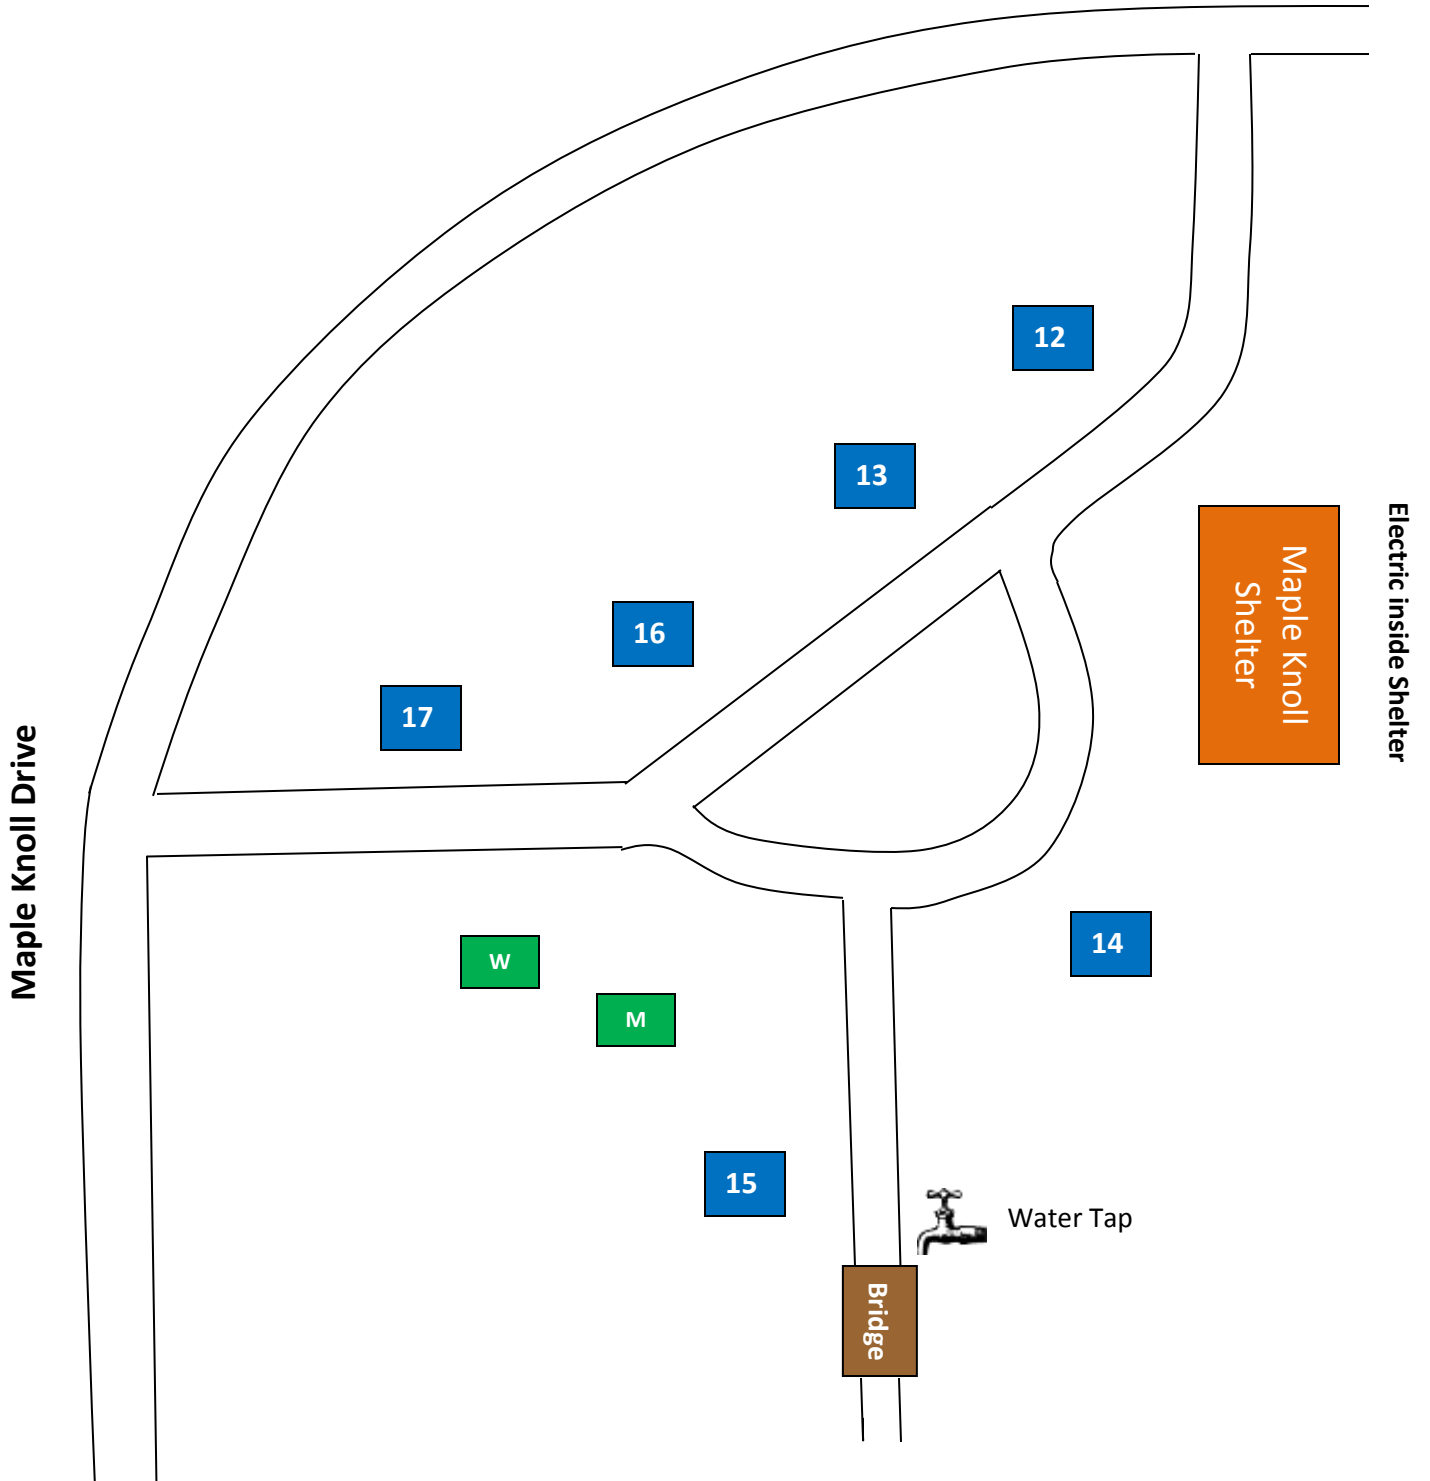 12
13
Maple Knoll
Shelter
Electric inside Shelter
16
17
Maple Knoll Drive
14
W
M
15
Water Tap
Bridge